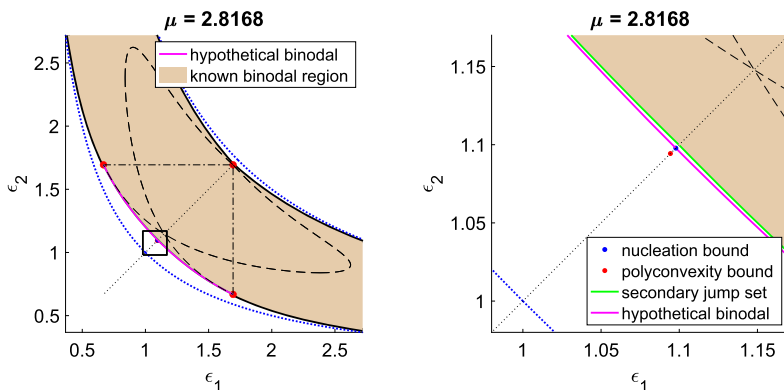 μ = 2.8168
hypothetical binodal
known binodal region
2.5
2
1.5
1
0.5
ϵ2
0.5 1 1.5 2 2.5
ϵ1
μ = 2.8168
1.15
1.1
1.05
1
ϵ2
nucleation bound
polyconvexity bound
secondary jump set
hypothetical binodal
1 1.05 1.1 1.15
ϵ1